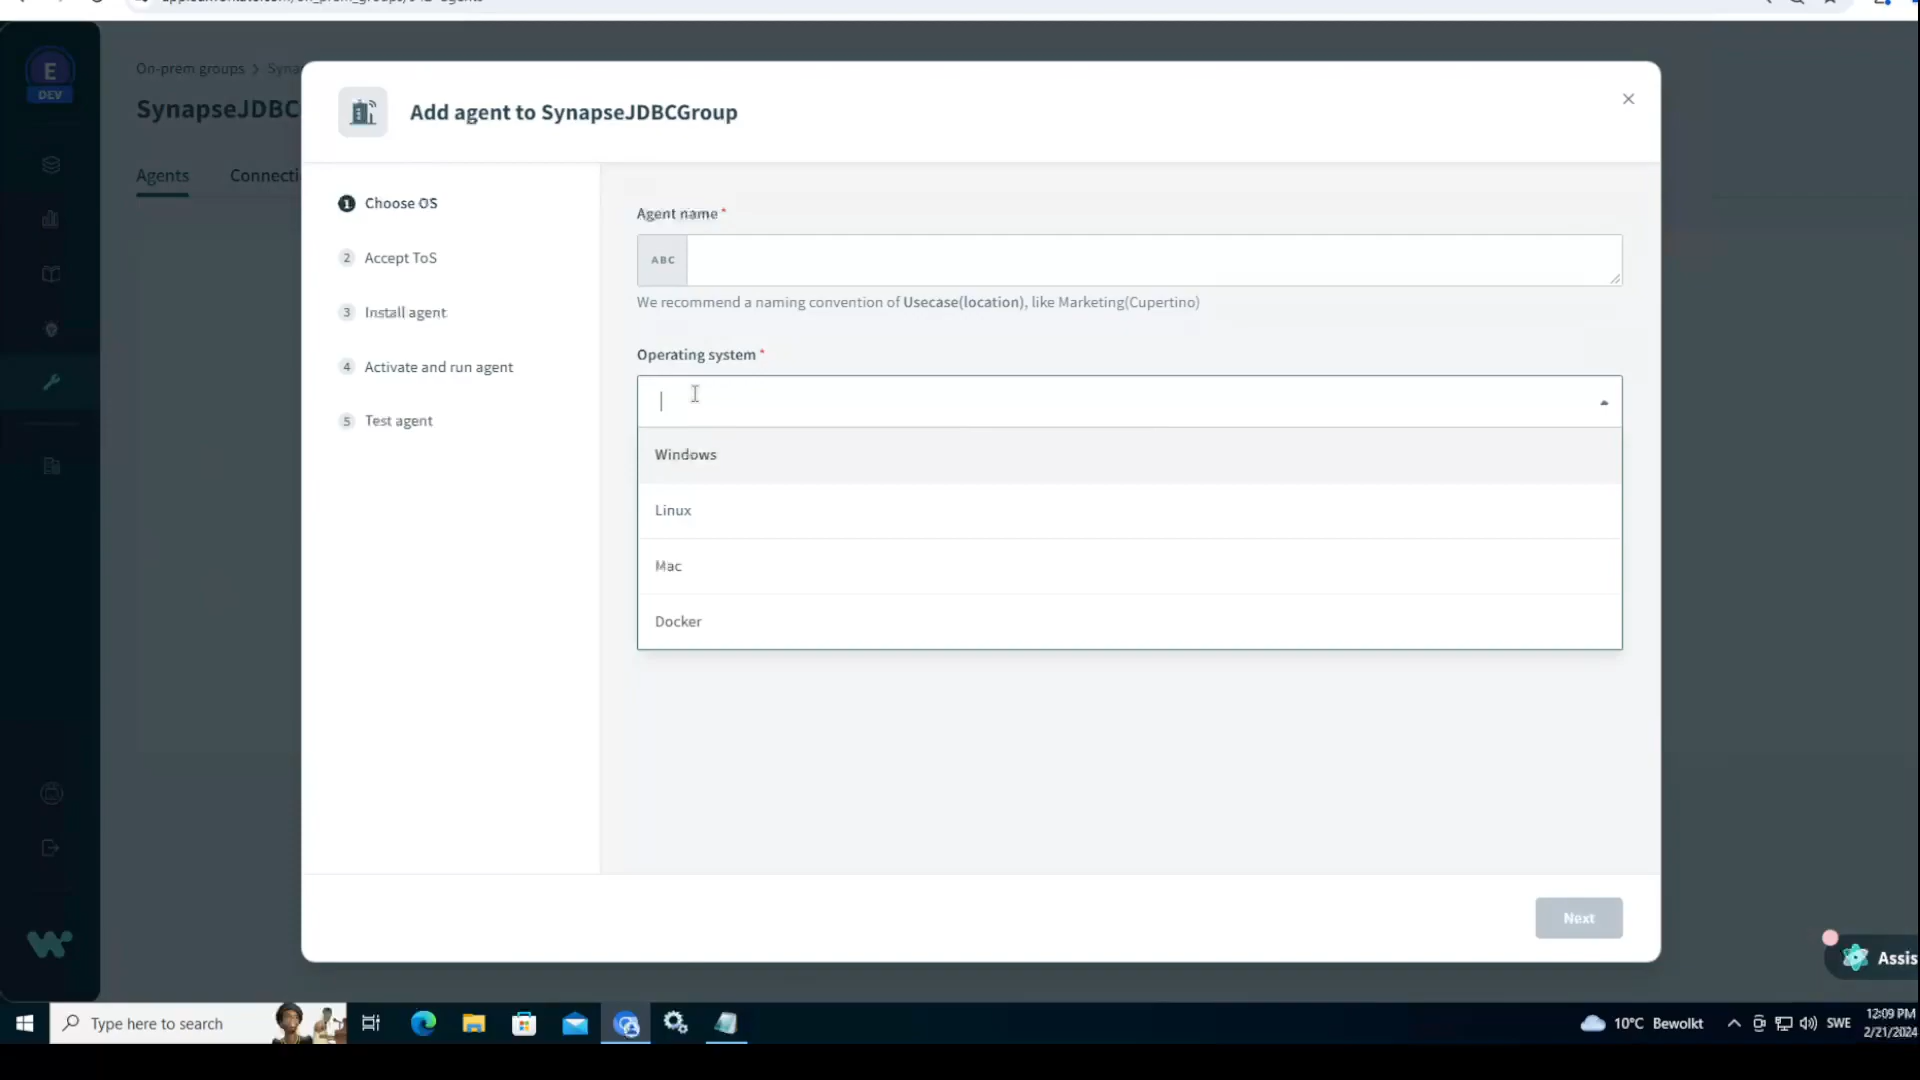 E
DEV
On-prem groups
SynapseJDBC
Agents
Add agent to SynapseJDBCGroup
1 Choose OS
2 Accept ToS
3 Install agent
4 Activate and run agent
5 Test agent
Agent name *
ABC
We recommend a naming convention of Usecase(location), like Marketing(Cupertino)
Operating system *
Windows
Linux
Mac
Docker
Next
Assis
Type here to search
10°C Bewolkt
SWE
12:09 PM
2/21/2024